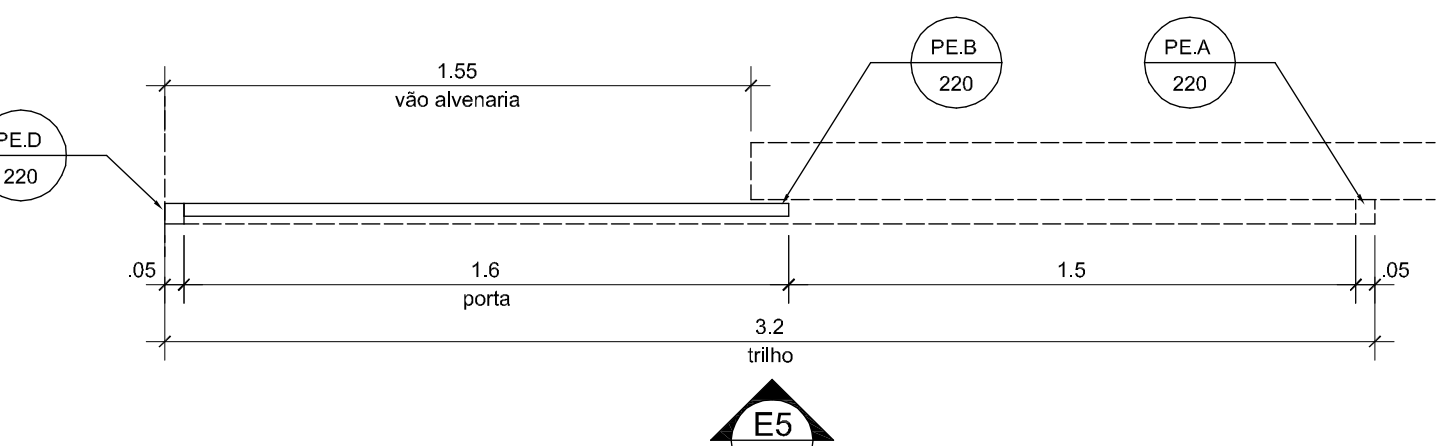 PE.B
PE.A
220
220
1.55
vão alvenaria
PE.D
220
.05
1.6
porta
1.5
.05
3.2
trilho
E5